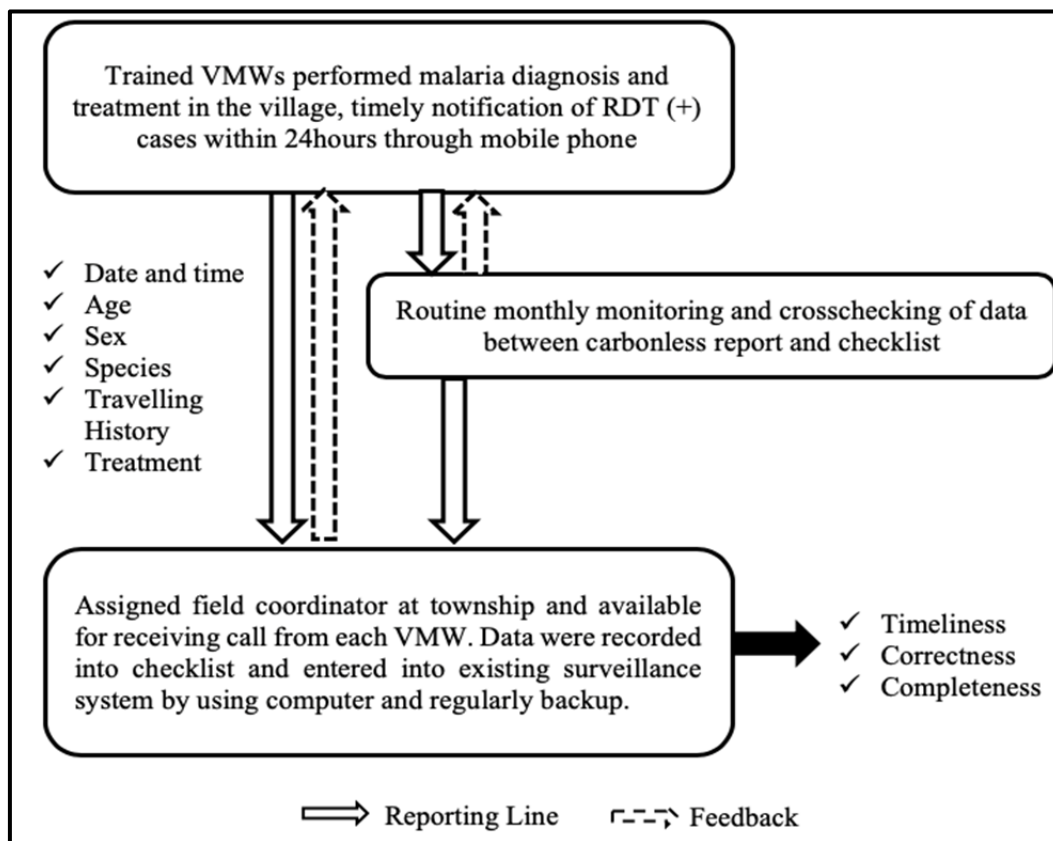 Trained VMWs performed malaria diagnosis and
treatment in the village, timely notification of RDT (+)
cases within 24hours through mobile phone
✓ Date and time
✓ Age
✓ Sex
✓ Species
✓ Travelling
History
✓ Treatment
Routine monthly monitoring and crosschecking of data
between carbonless report and checklist
Assigned field coordinator at township and available
for receiving call from each VMW. Data were recorded
into checklist and entered into existing surveillance
system by using computer and regularly backup.
✓ Timeliness
✓ Correctness
✓ Completeness
Reporting Line
Feedback